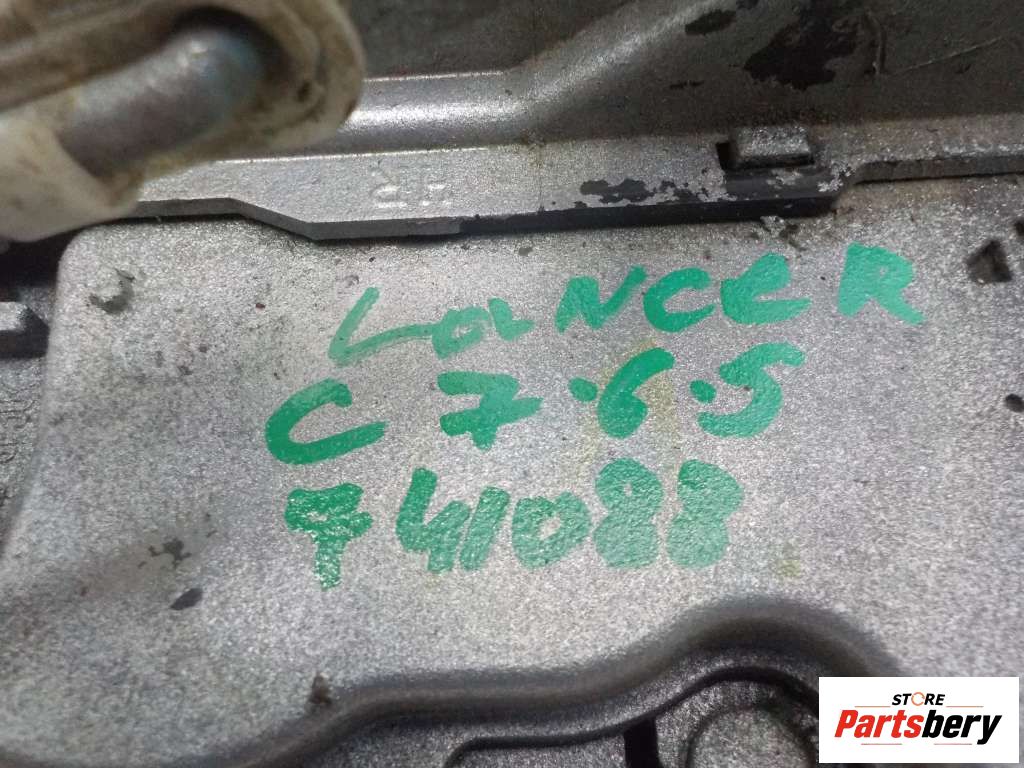 LANCER
C 7.6.5
741088
STORE
Partsbery